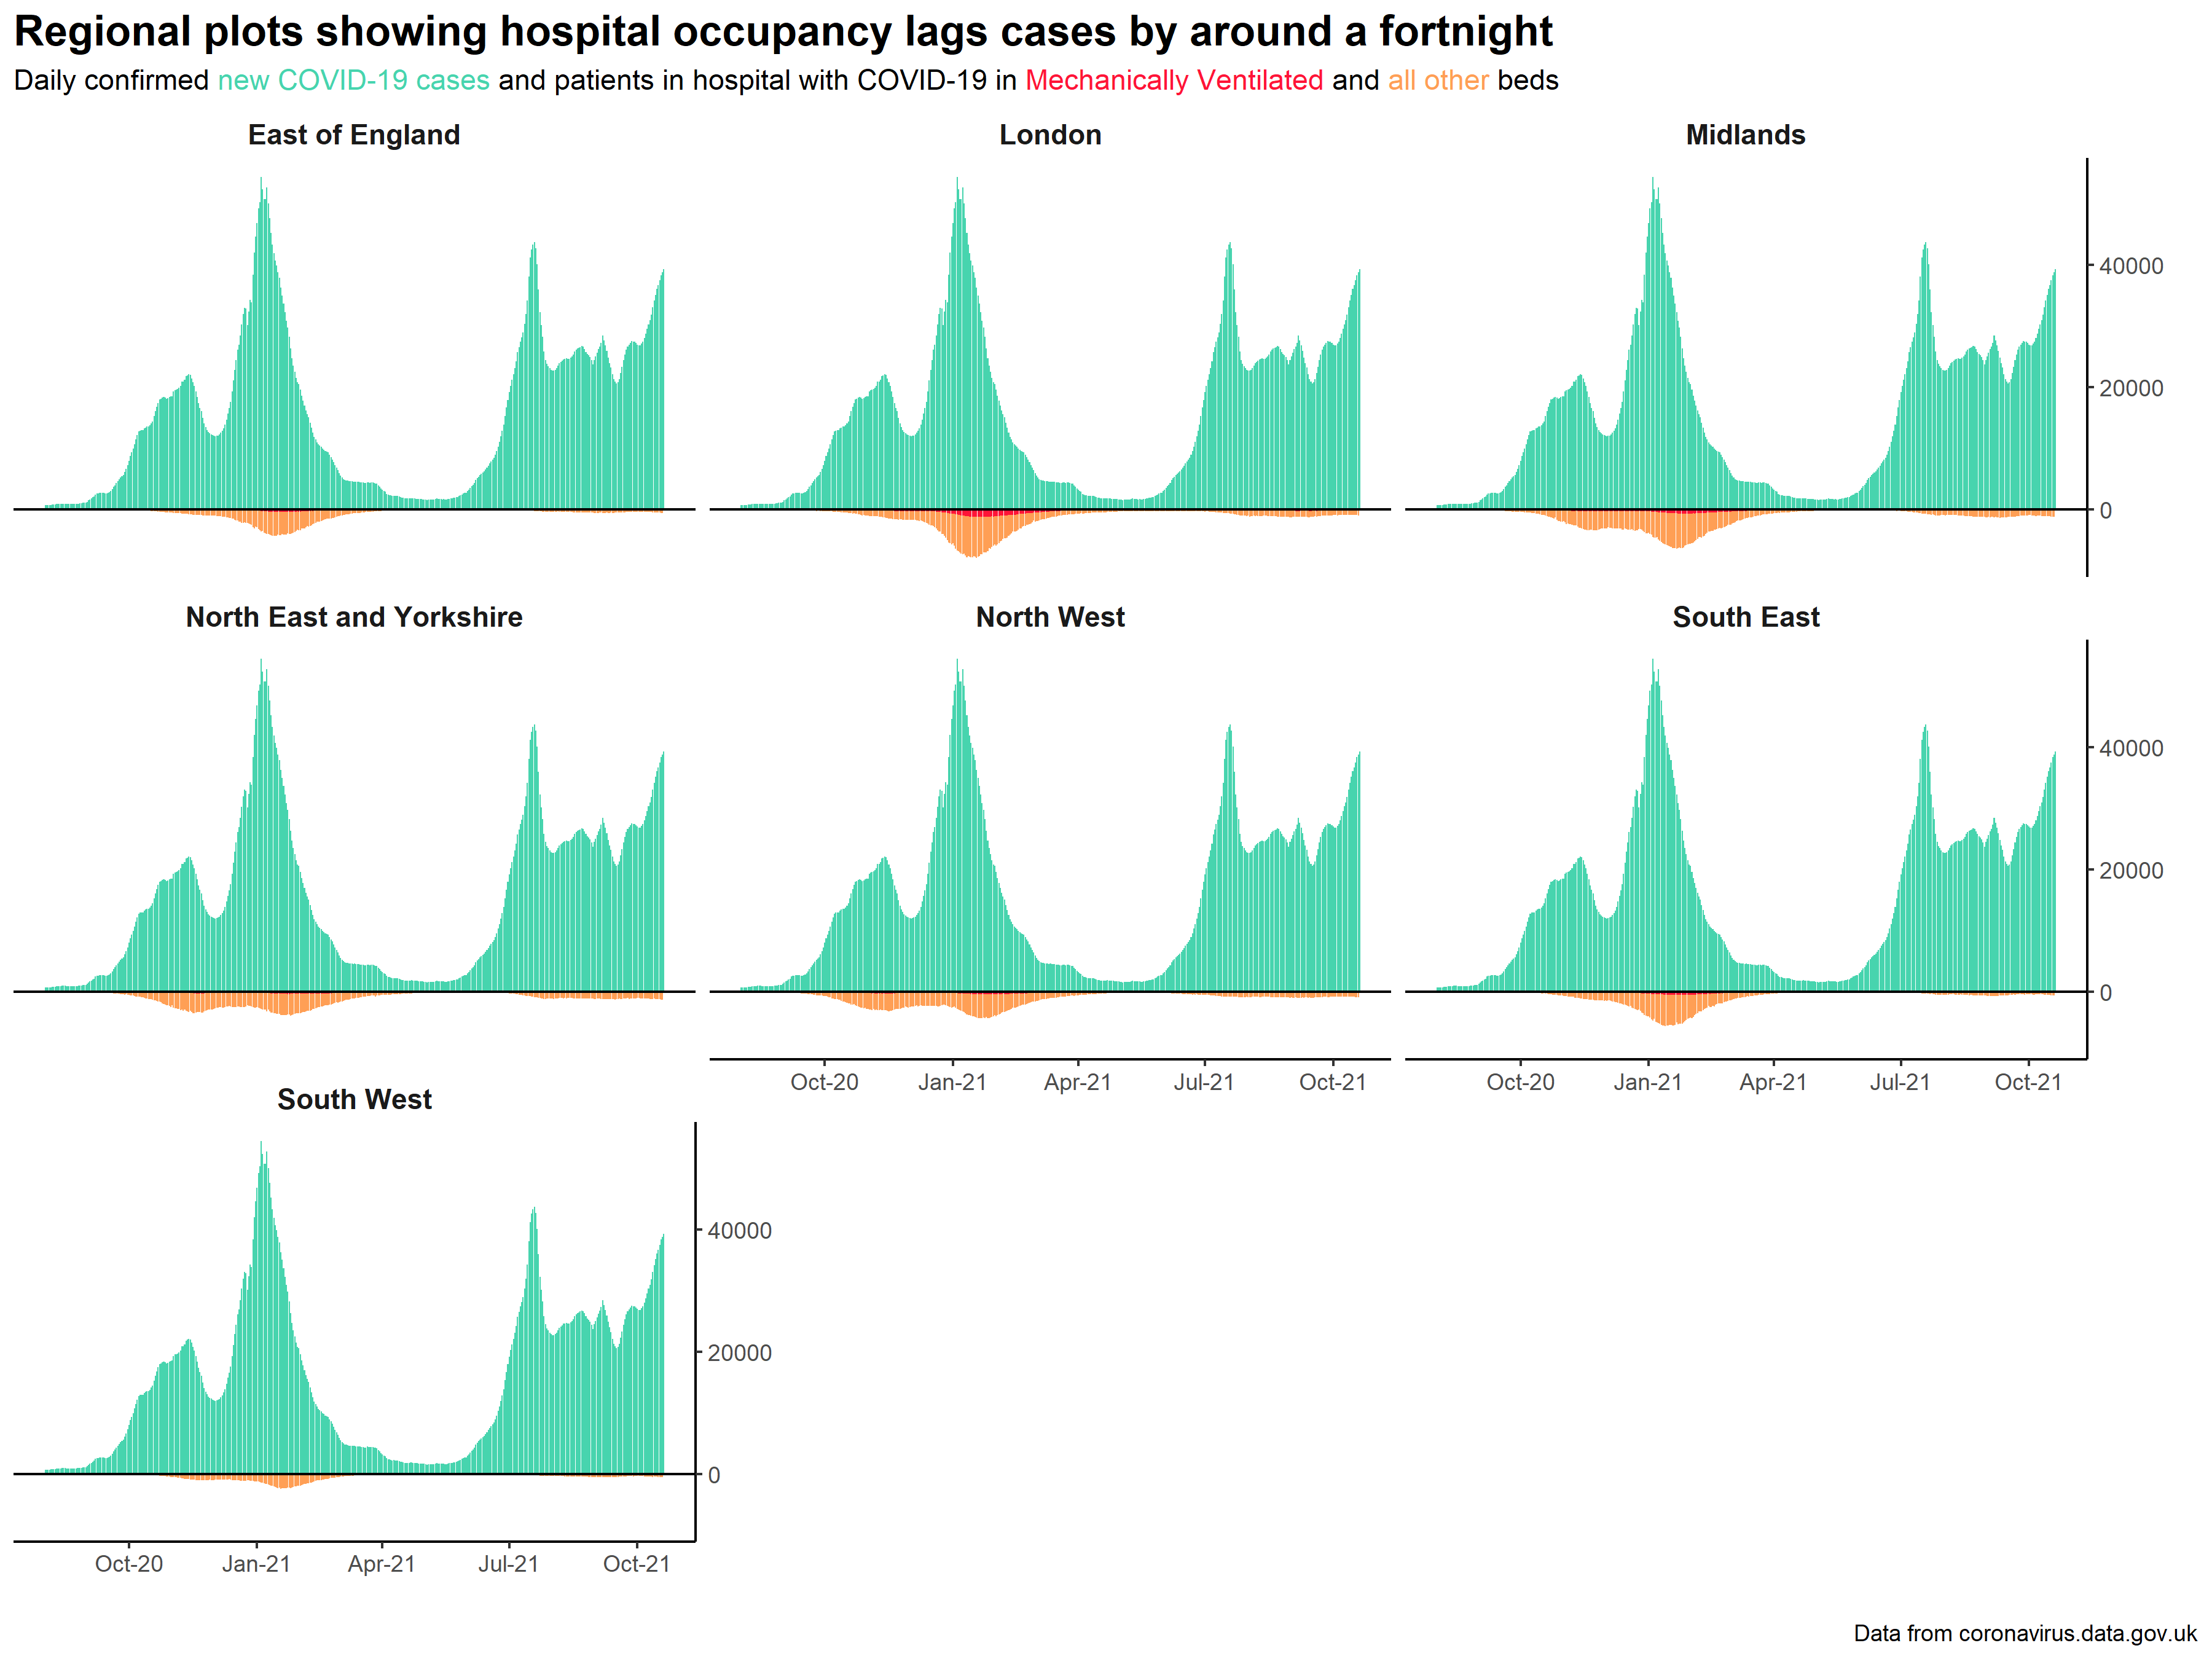 Regional plots showing hospital occupancy lags cases by around a fortnight
Daily confirmed new COVID-19 cases and patients in hospital with COVID-19 in Mechanically Ventilated and all other beds
East of England
London
Midlands
40000
20000
0
North East and Yorkshire
North West
South East
40000
20000
0
Oct-20 Jan-21 Apr-21 Jul-21 Oct-21
Oct-20 Jan-21 Apr-21 Jul-21 Oct-21
South West
40000
20000
0
Oct-20 Jan-21 Apr-21 Jul-21 Oct-21
Data from coronavirus.data.gov.uk